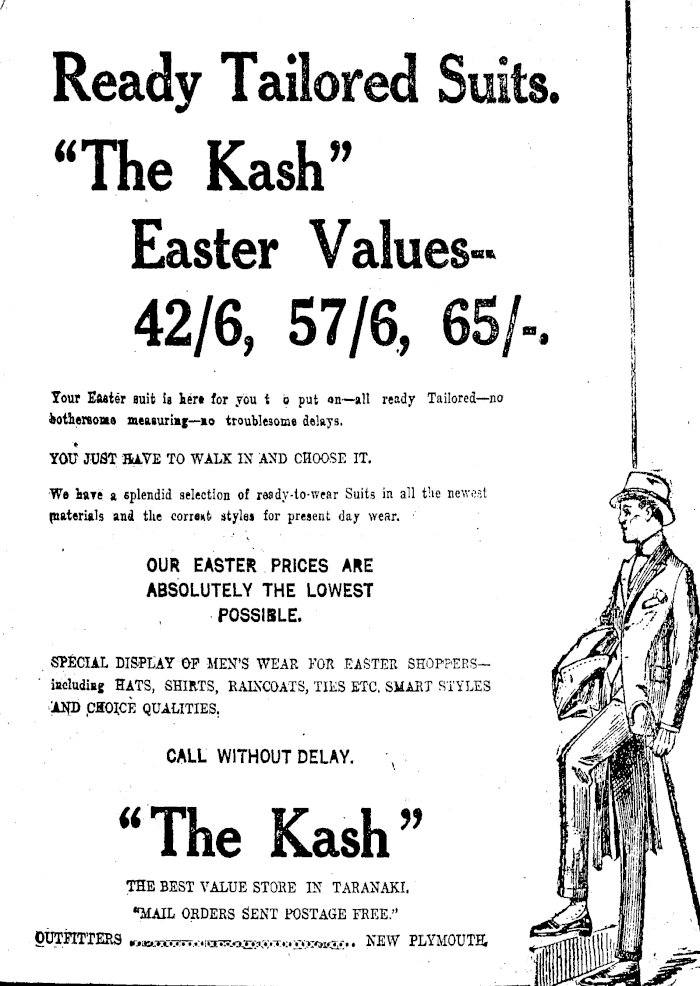 Ready Tailored Suits.
“The Kash”
Easter Values--
42/6, 57/6, 65/-.
Your Easter suit is here for you t o put on—all ready Tailored—no
bothersome measuring—no troublesome delays.
YOU JUST HAVE TO WALK IN AND CHOOSE IT.
We have a splendid selection of ready-to-wear Suits in all the newest
materials and the correct styles for present day wear.
OUR EASTER PRICES ARE
ABSOLUTELY THE LOWEST
POSSIBLE.
SPECIAL DISPLAY OF MEN'S WEAR FOR EASTER SHOPPERS—
including HATS, SHIRTS, RAINCOATS, TIES ETC. SMART STYLES
AND CHOICE QUALITIES.
CALL WITHOUT DELAY.
“The Kash”
THE BEST VALUE STORE IN TARANAKI.
“MAIL ORDERS SENT POSTAGE FREE.”
OUTFITTERS .................... NEW PLYMOUTH.